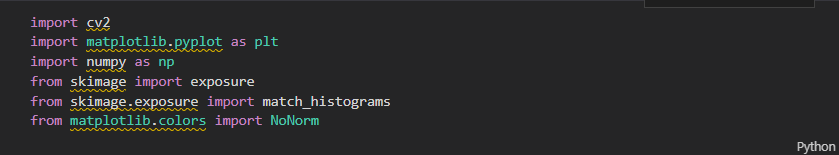 import cv2
import matplotlib.pyplot as plt
import numpy as np
from skimage import exposure
from skimage.exposure import match_histograms
from matplotlib.colors import NoNorm
Python